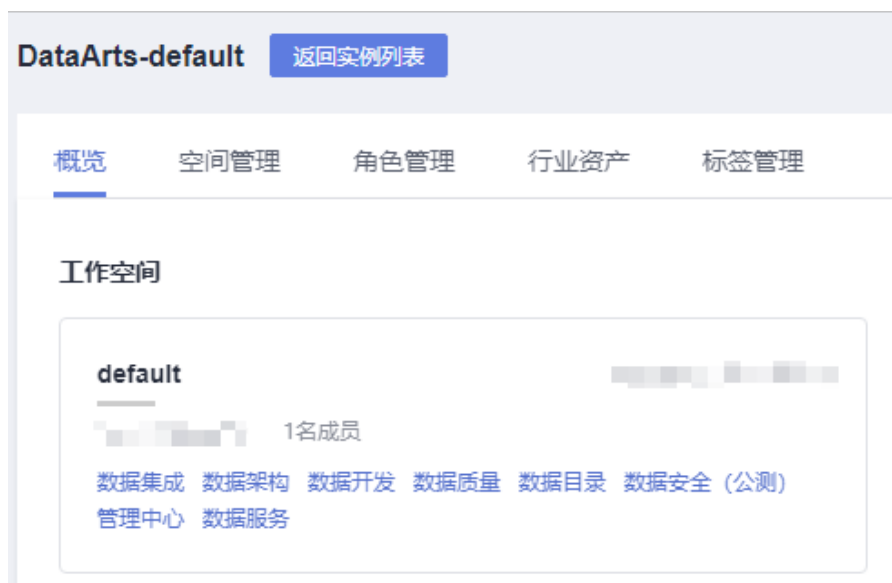 DataArts-default 返回实例列表
概览 空间管理 角色管理 行业资产 标签管理
工作空间
default
1名成员
数据集成 数据架构 数据开发 数据质量 数据目录 数据安全（公测）
管理中心 数据服务